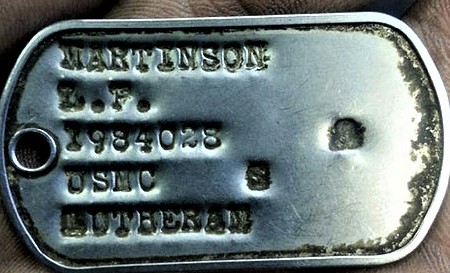 MARTINSON
L.P.
1984028
USMC S
LUTHERAN